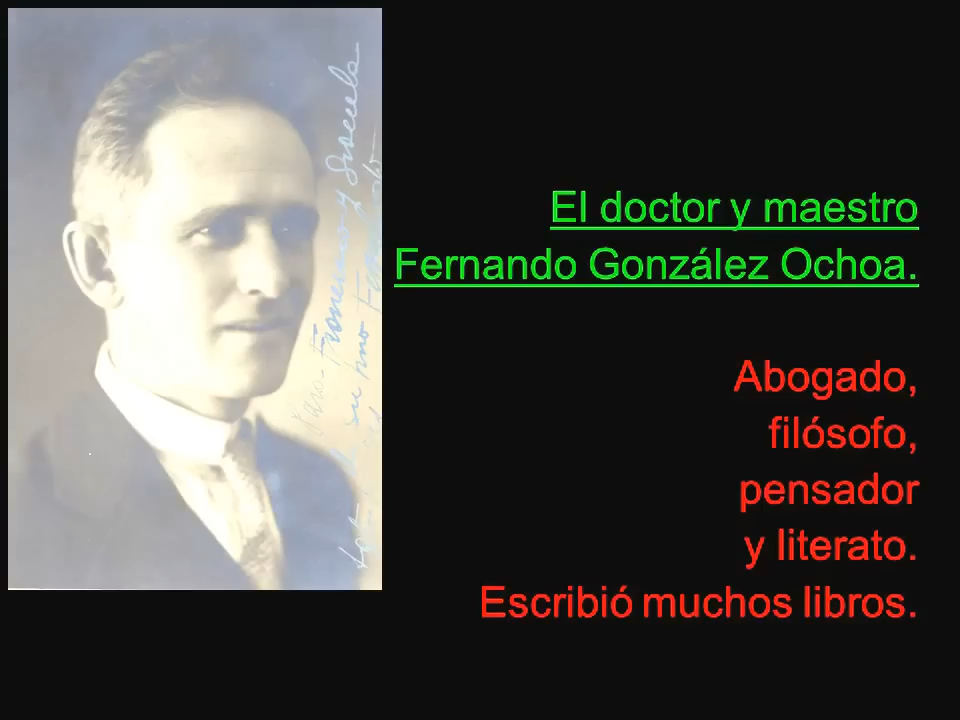 El doctor y maestro
Fernando González Ochoa.
Abogado,
filósofo,
pensador
y literato.
Escribió muchos libros.